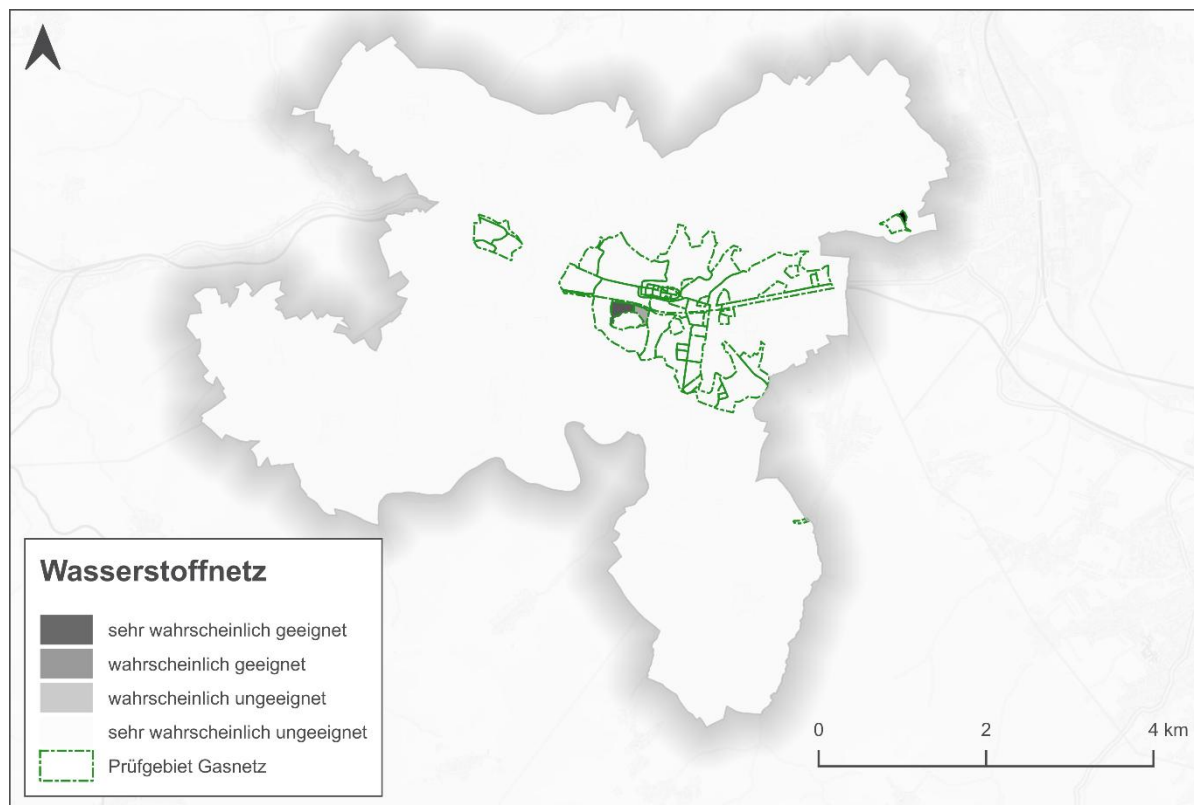 Wasserstoffnetz
sehr wahrscheinlich geeignet
wahrscheinlich geeignet
wahrscheinlich ungeeignet
sehr wahrscheinlich ungeeignet
Prüfgebiet Gasnetz
0 2 4 km